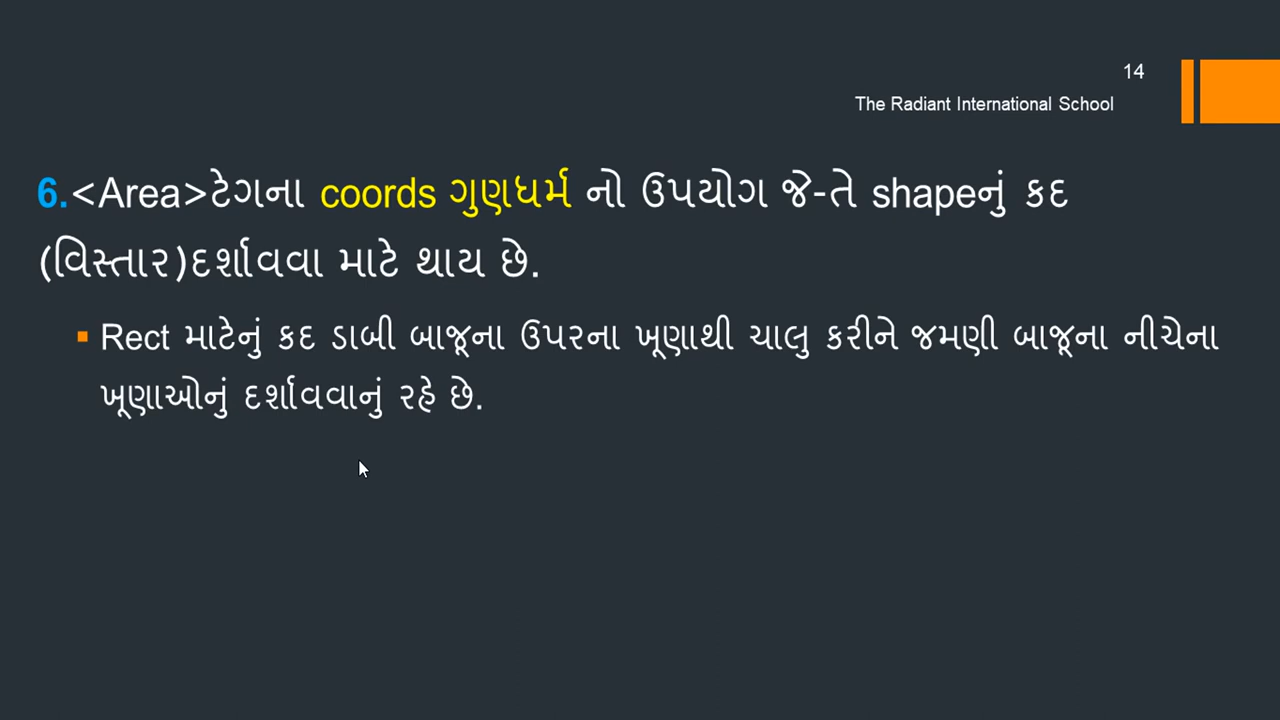 14
The Radiant International School
6.<Area>ટેગના coords ગુણધર્મ નો ઉપયોગ જે-તે shapeનું કદ
(વિસ્તાર)દર્શાવવા માટે થાય છે.
▪ Rect માટેનું કદ ડાબી બાજૂના ઉપરના ખૂણાથી ચાલુ કરીને જમણી બાજૂના નીચેના
ખૂણાઓનું દર્શાવવાનું રહે છે.